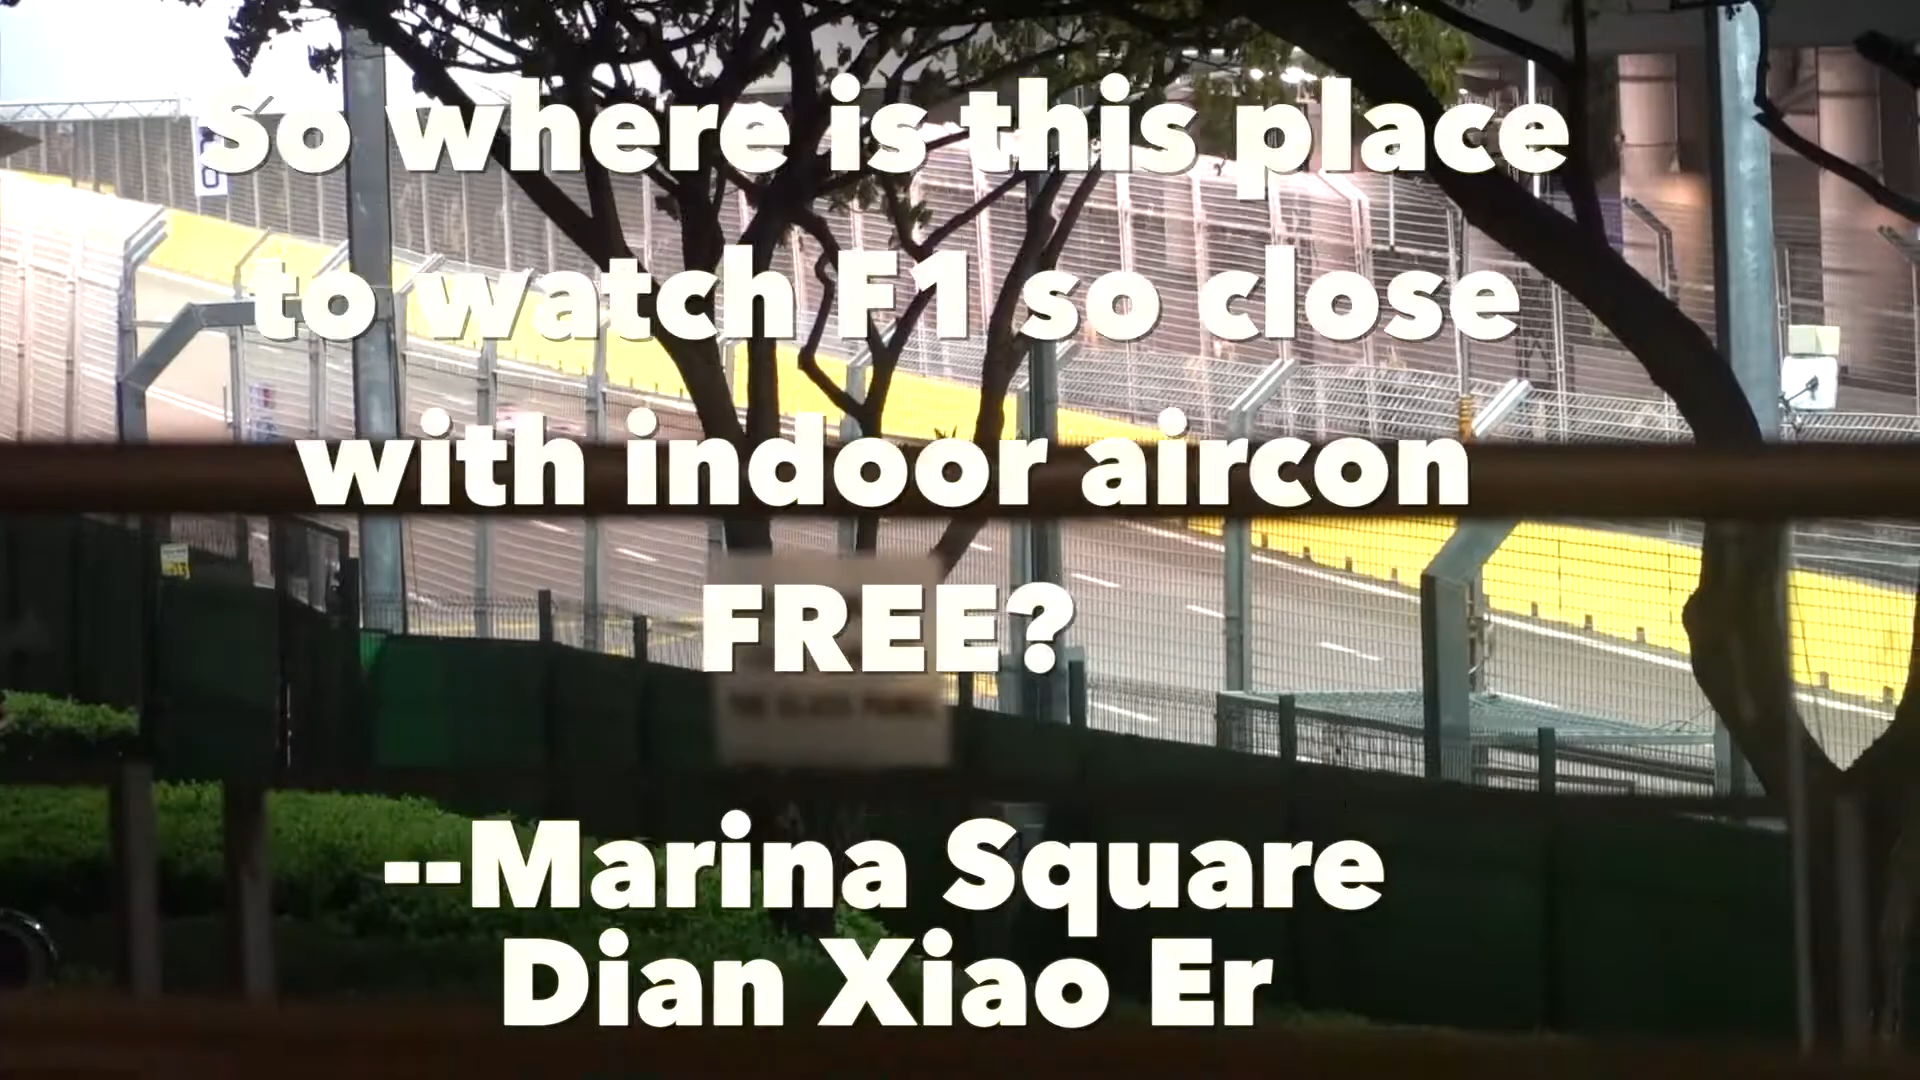 So where is this place
to watch F1 so close
with indoor aircon
FREE?
--Marina Square
Dian Xiao Er